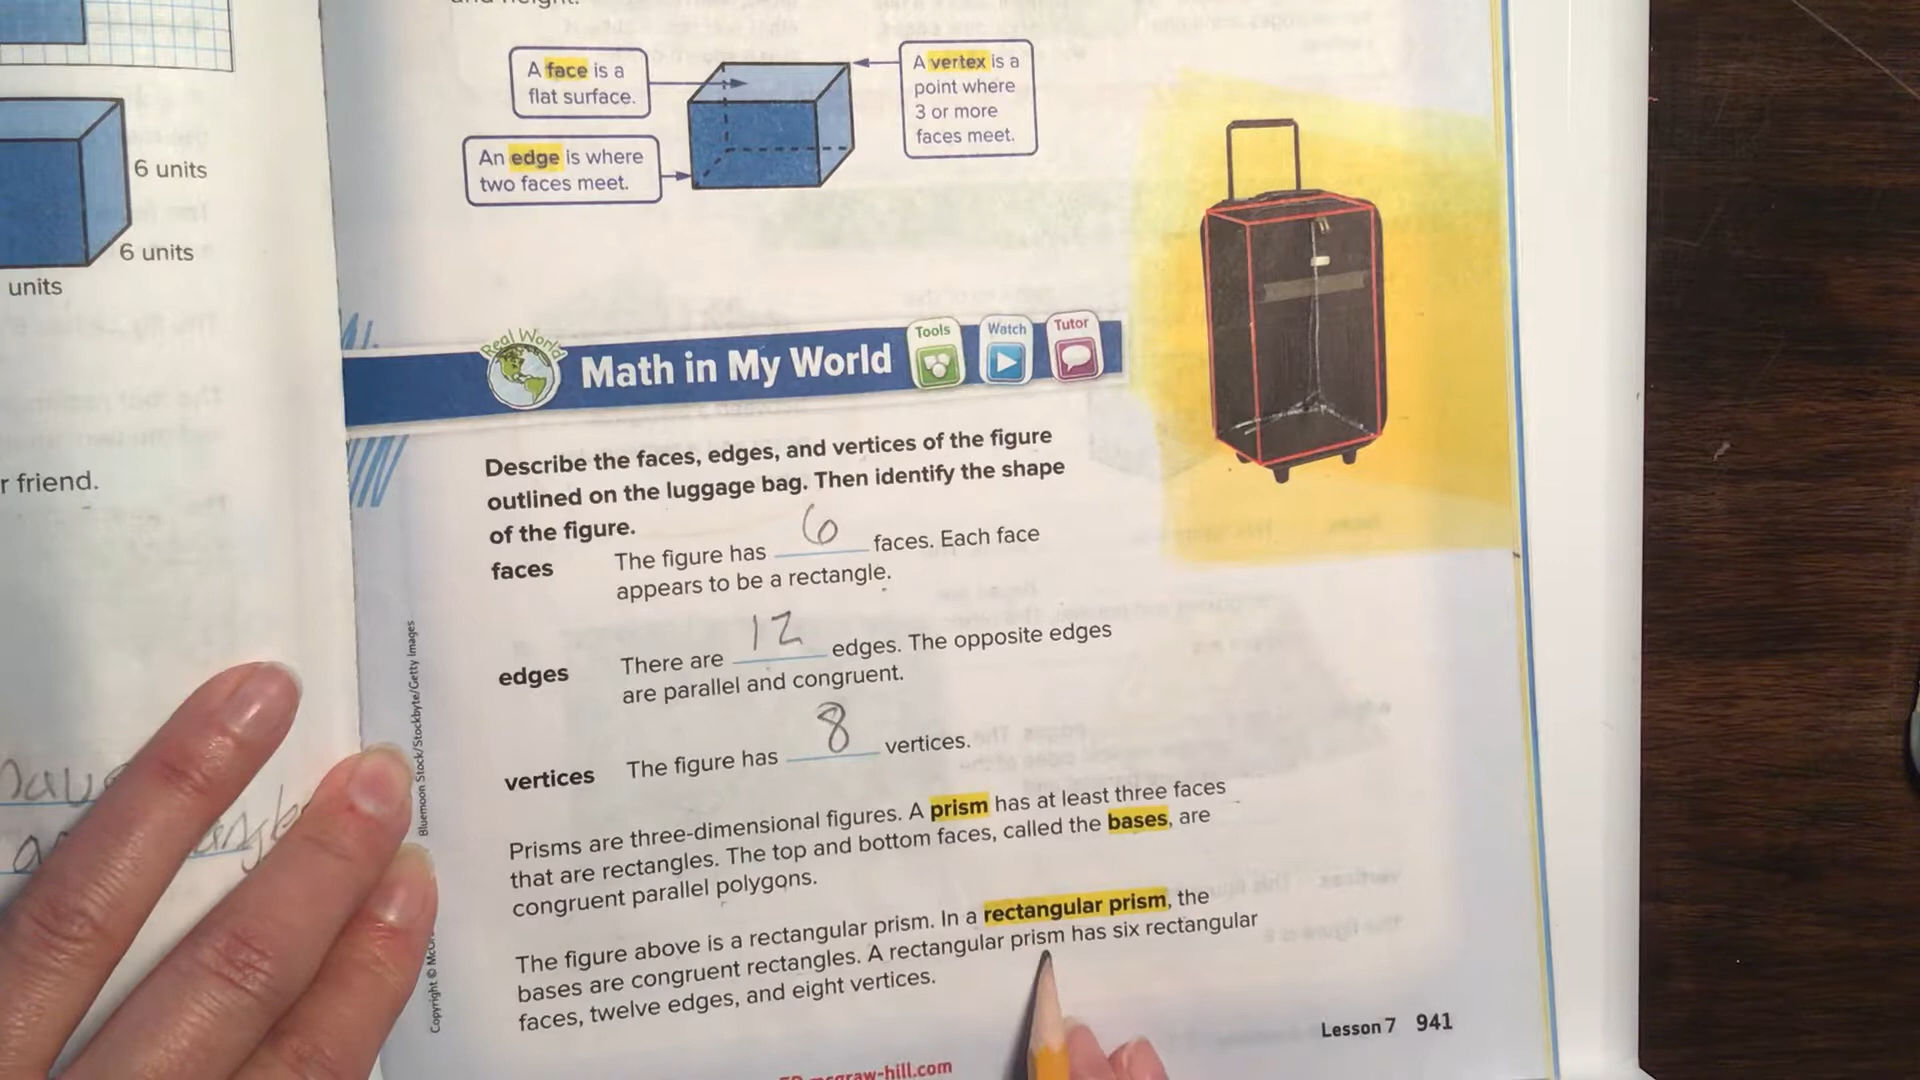 and height.
A face is a
flat surface.
A vertex is a
point where
3 or more
faces meet.
An edge is where
two faces meet.
6 units
6 units
units
r friend.
Real World
Math in My World
Tools
Watch
Tutor
Describe the faces, edges, and vertices of the figure
outlined on the luggage bag. Then identify the shape
of the figure.
faces The figure has 6 faces. Each face
appears to be a rectangle.
edges There are 12 edges. The opposite edges
are parallel and congruent.
vertices The figure has 8 vertices.
Prisms are three-dimensional figures. A prism has at least three faces
that are rectangles. The top and bottom faces, called the bases, are
congruent parallel polygons.
The figure above is a rectangular prism. In a rectangular prism, the
bases are congruent rectangles. A rectangular prism has six rectangular
faces, twelve edges, and eight vertices.
Bluemoon Stock/Stockbyte/Getty Images
Copyright ©
Lesson 7 941
mcgraw-hill.com